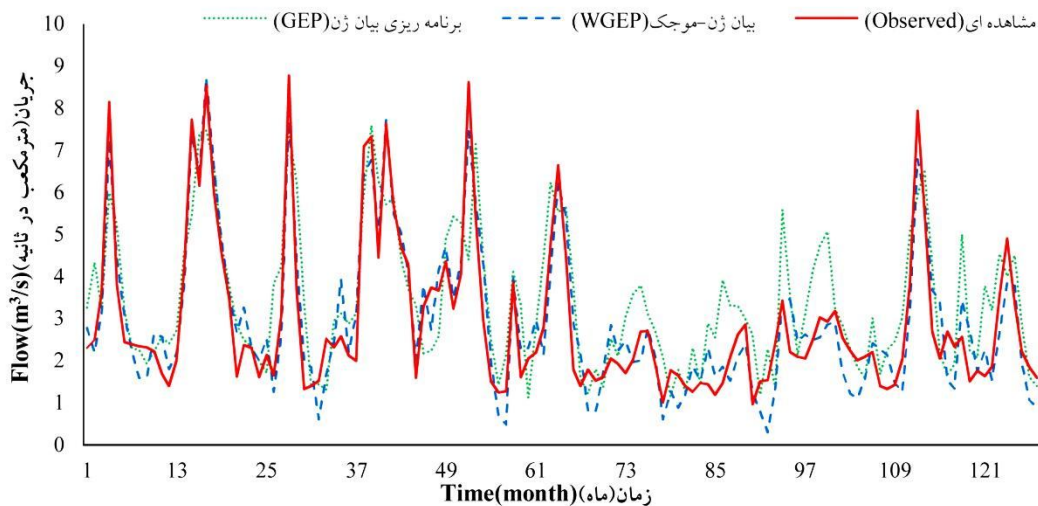 برنامه ریزی بیان ژن(GEP) بیان ژن-موجک(WGEP) مشاهده ای(Observed)
جریان(مترمکعب در ثانیه)Flow(m³/s)
10
9
8
7
6
5
4
3
2
1
0
1 13 25 37 49 61 73 85 97 109 121
زمان(ماه)Time(month)